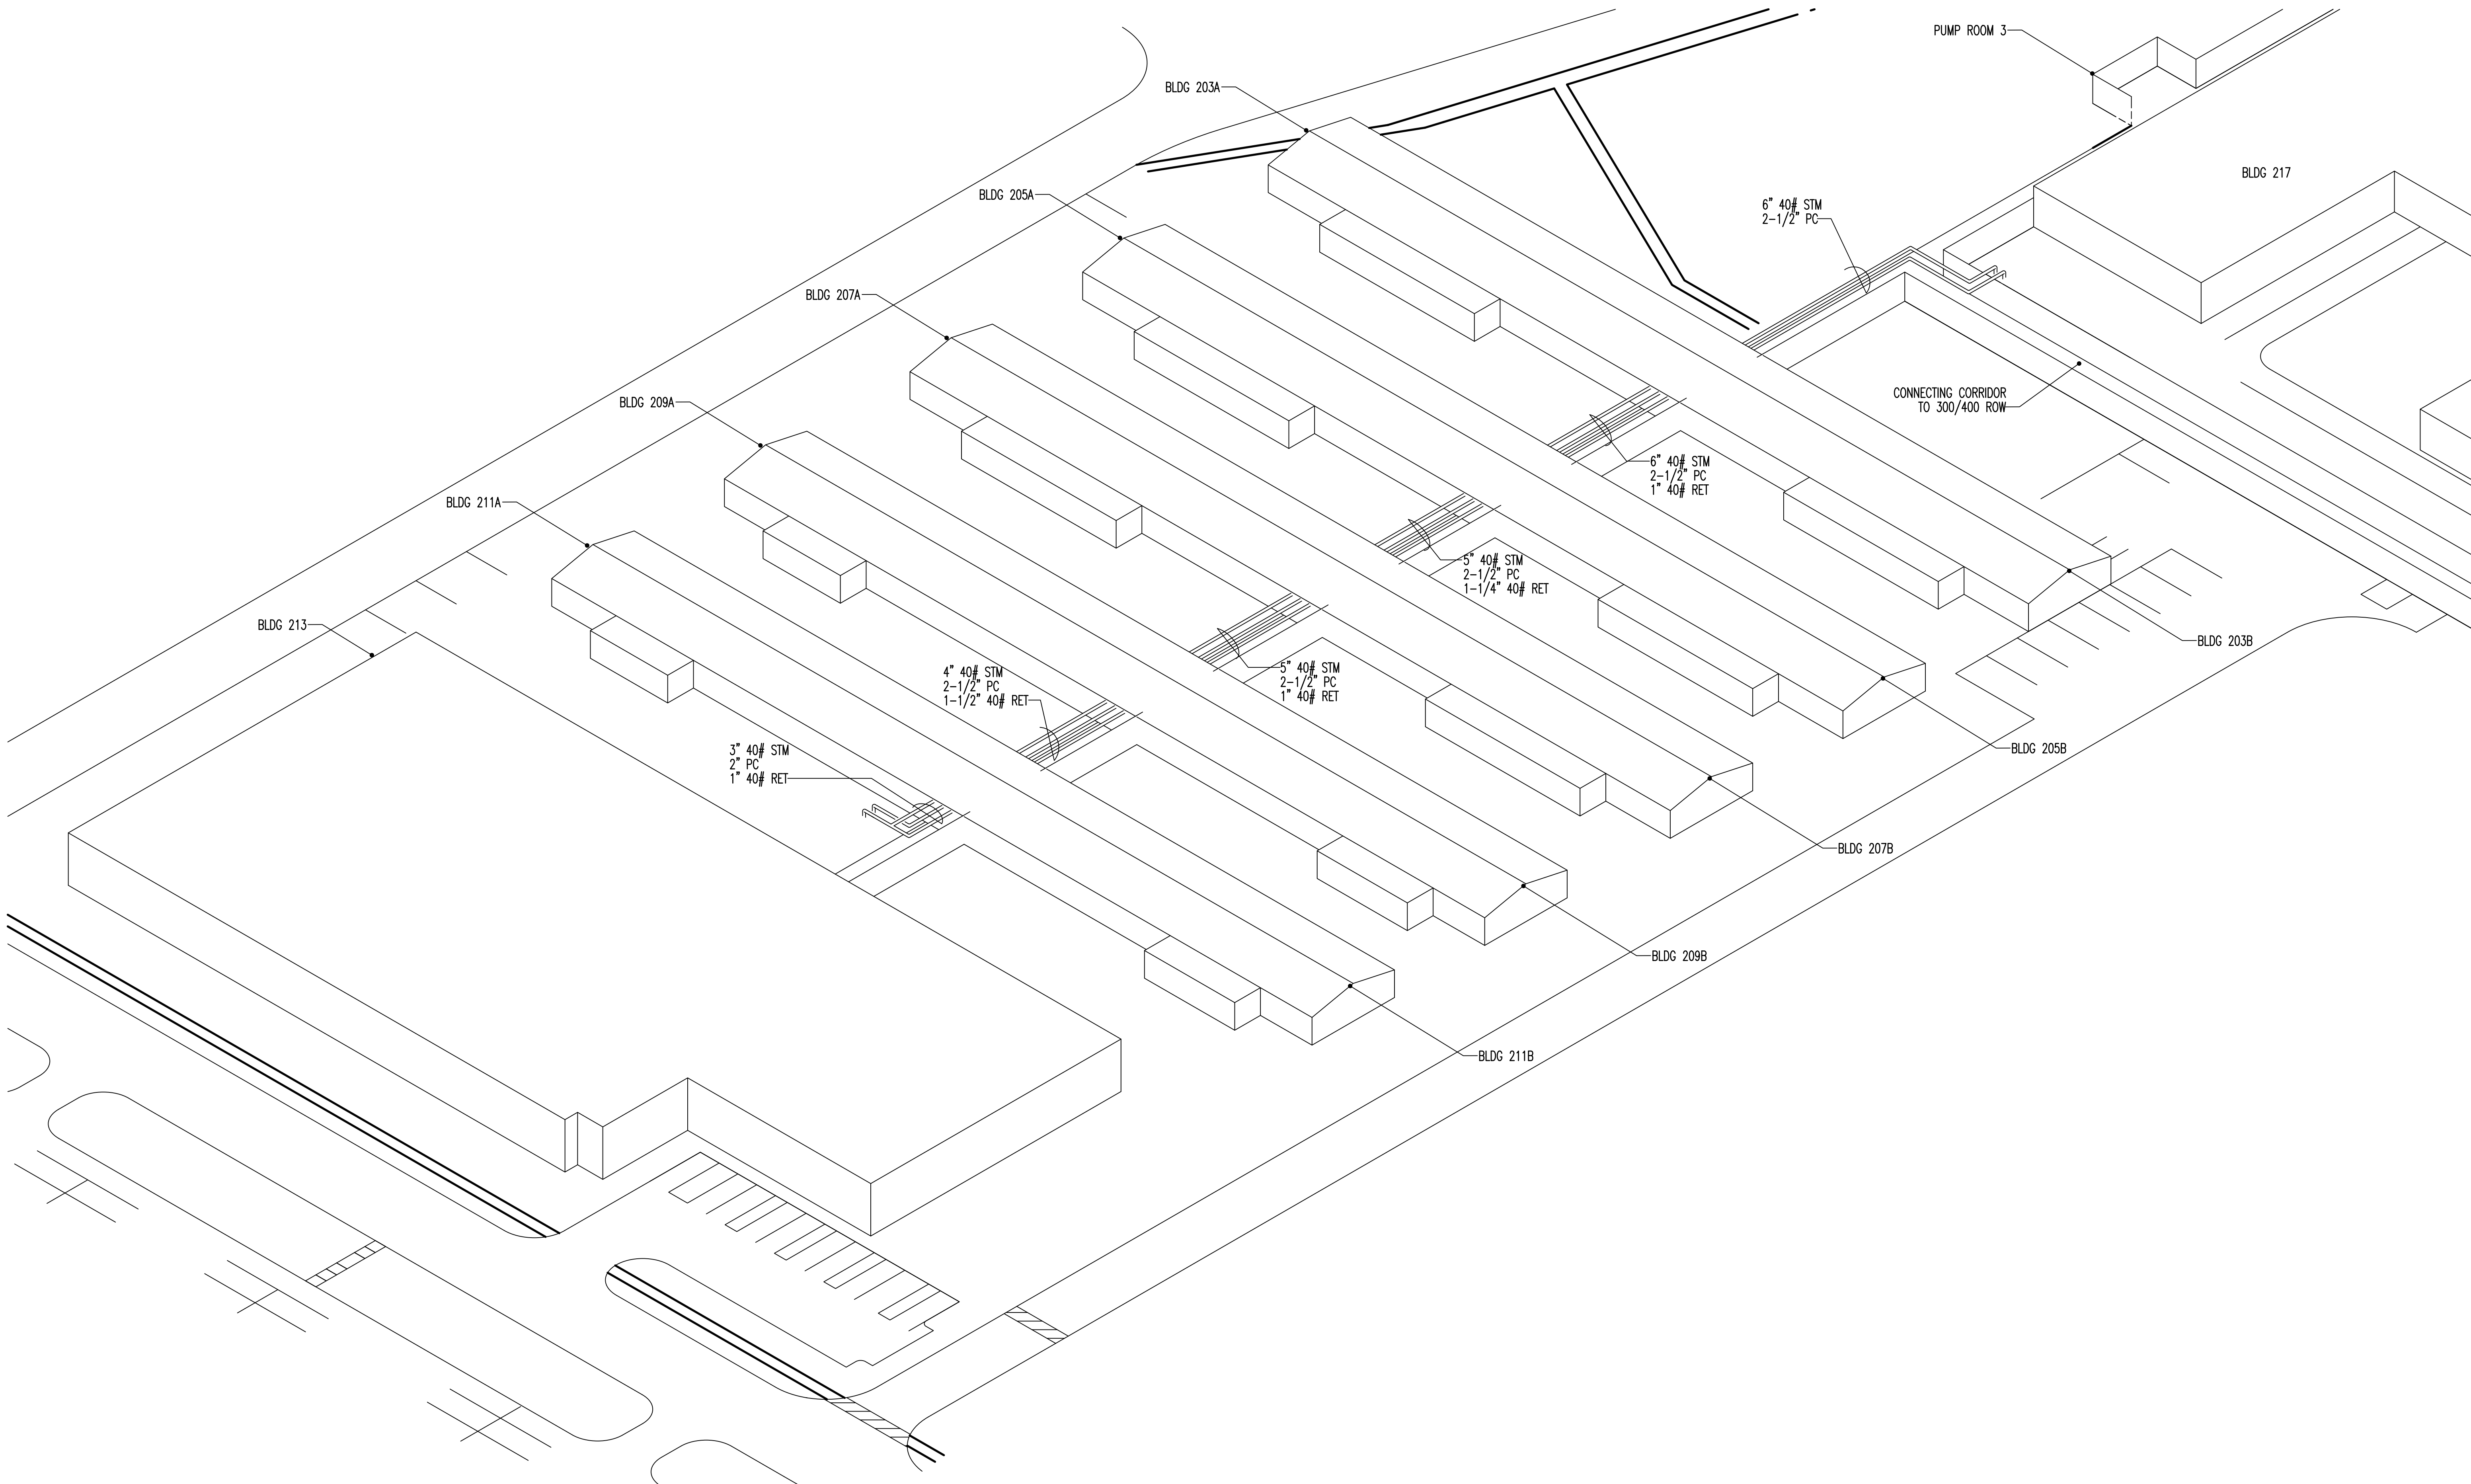 PUMP ROOM 3
BLDG 203A
BLDG 217
BLDG 205A
6" 40# STM
2-1/2" PC
BLDG 207A
CONNECTING CORRIDOR
TO 300/400 ROW
BLDG 209A
6" 40# STM
2-1/2" PC
1" 40# RET
BLDG 211A
5" 40# STM
2-1/2" PC
1-1/4" 40# RET
BLDG 213
BLDG 203B
5" 40# STM
2-1/2" PC
1" 40# RET
4" 40# STM
2-1/2" PC
1-1/2" 40# RET
BLDG 205B
3" 40# STM
2" PC
1" 40# RET
BLDG 207B
BLDG 209B
BLDG 211B